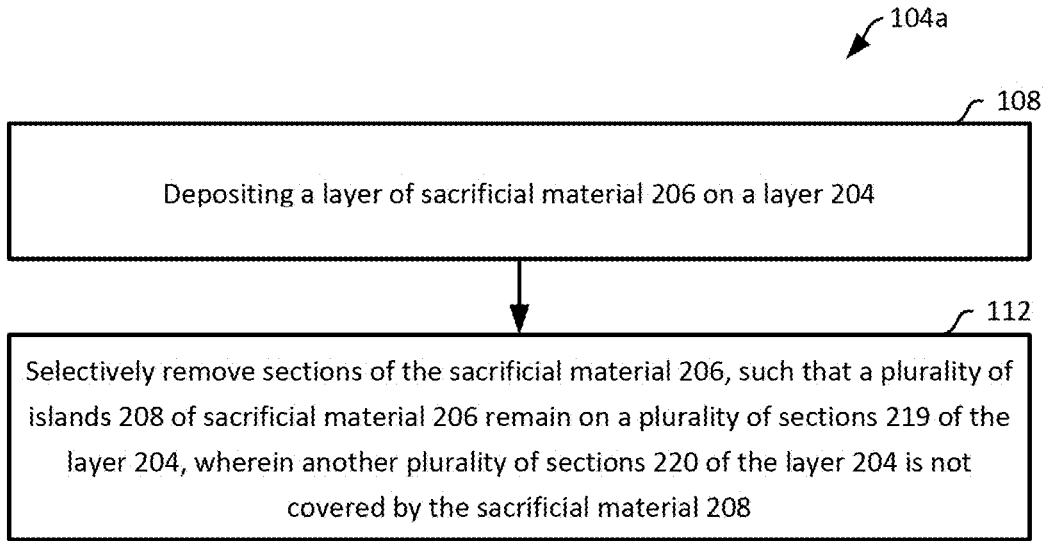 104a
108
Depositing a layer of sacrificial material 206 on a layer 204
112
Selectively remove sections of the sacrificial material 206, such that a plurality of
islands 208 of sacrificial material 206 remain on a plurality of sections 219 of the
layer 204, wherein another plurality of sections 220 of the layer 204 is not
covered by the sacrificial material 208